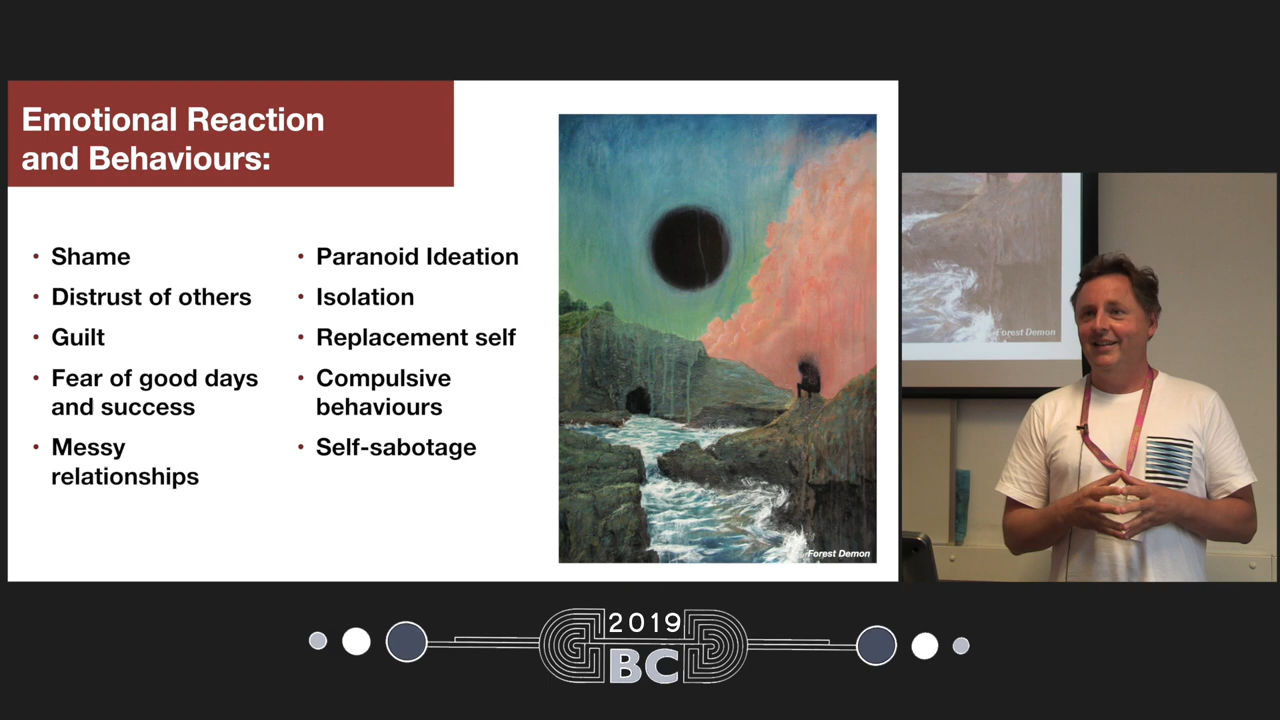 Emotional Reaction
and Behaviours:
• Shame
• Distrust of others
• Guilt
• Fear of good days
and success
• Messy
relationships
• Paranoid Ideation
• Isolation
• Replacement self
• Compulsive
behaviours
• Self-sabotage
Forest Demon
Forest Demon
2019
BC